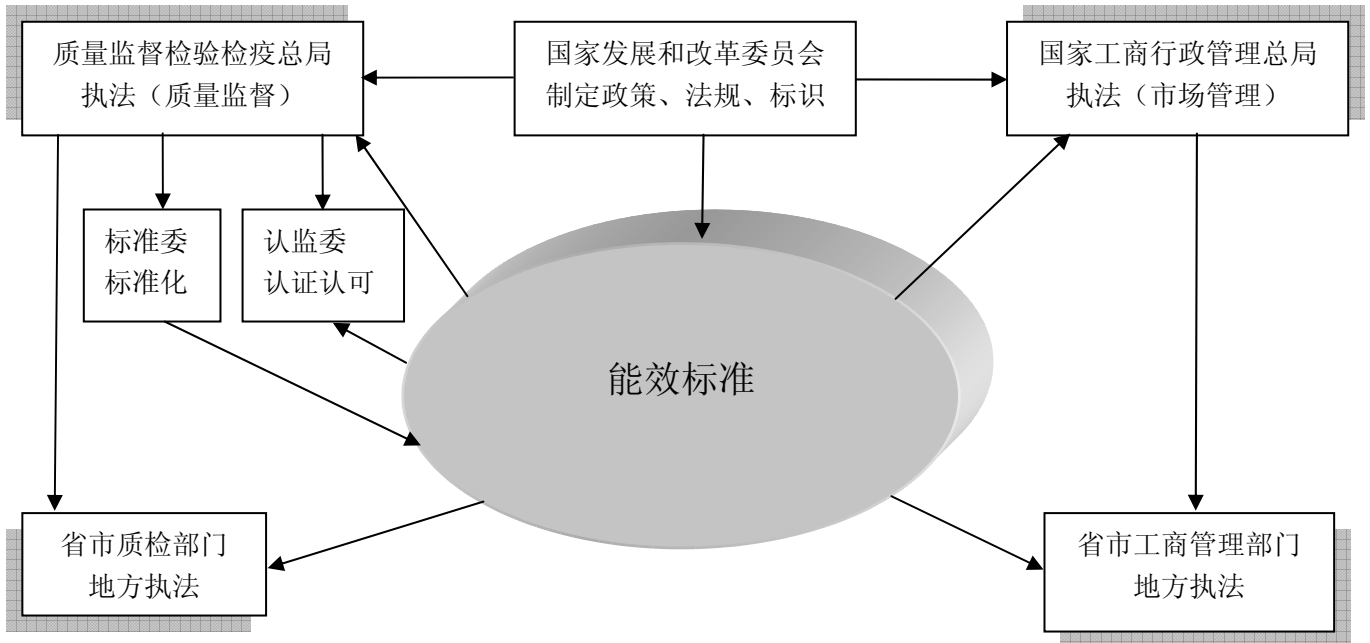 质量监督检验检疫总局
执法（质量监督）
国家发展和改革委员会
制定政策、法规、标识
国家工商行政管理总局
执法（市场管理）
标准委
标准化
认监委
认证认可
能效标准
省市质检部门
地方执法
省市工商管理部门
地方执法